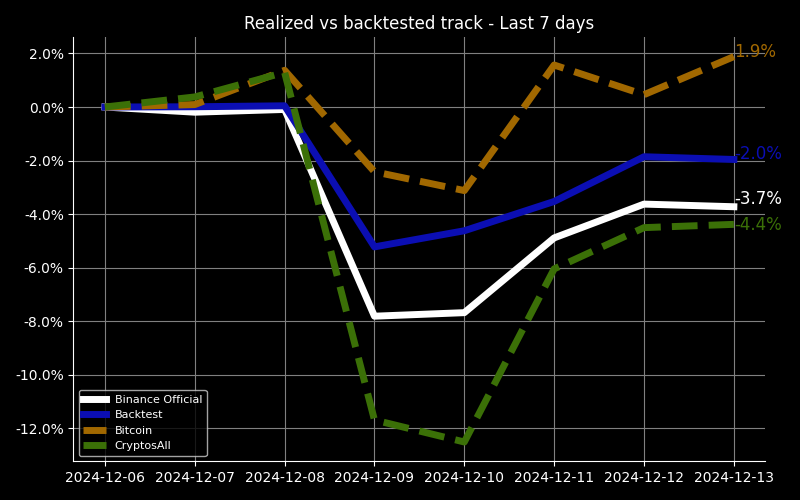 Realized vs backtested track - Last 7 days
2.0%
0.0%
-2.0%
-4.0%
-6.0%
-8.0%
-10.0%
-12.0%
1.9%
-2.0%
-3.7%
-4.4%
Binance Official
Backtest
Bitcoin
CryptosAll
2024-12-06 2024-12-07 2024-12-08 2024-12-09 2024-12-10 2024-12-11 2024-12-12 2024-12-13